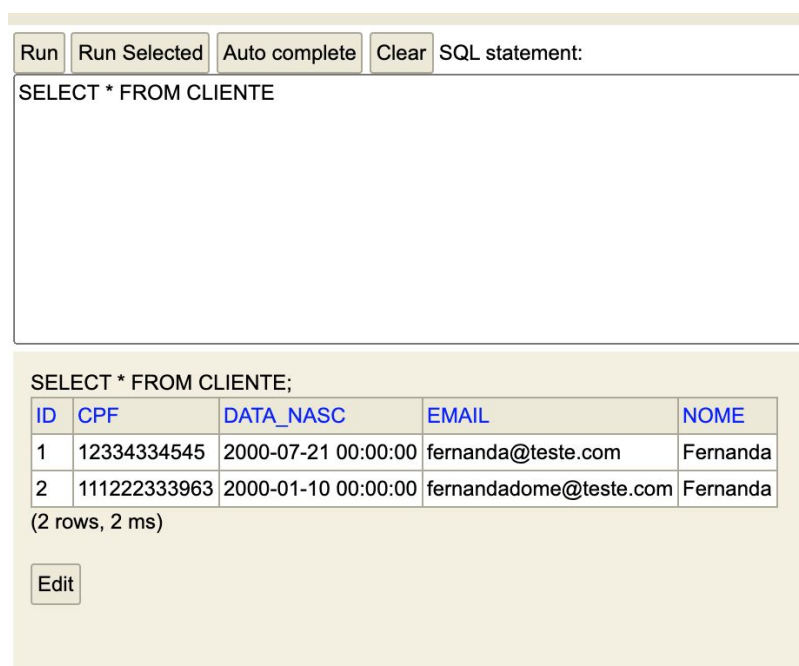 Run Run Selected Auto complete Clear SQL statement:
SELECT * FROM CLIENTE
SELECT * FROM CLIENTE;
ID CPF DATA_NASC EMAIL NOME
1 12334334545 2000-07-21 00:00:00 fernanda@teste.com Fernanda
2 111222333963 2000-01-10 00:00:00 fernandadome@teste.com Fernanda
(2 rows, 2 ms)
Edit